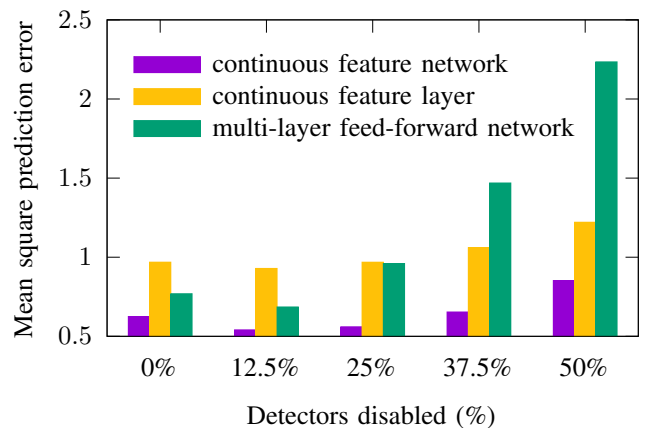 Mean square prediction error
2.5
2
1.5
1
0.5
continuous feature network
continuous feature layer
multi-layer feed-forward network
0% 12.5% 25% 37.5% 50%
Detectors disabled (%)